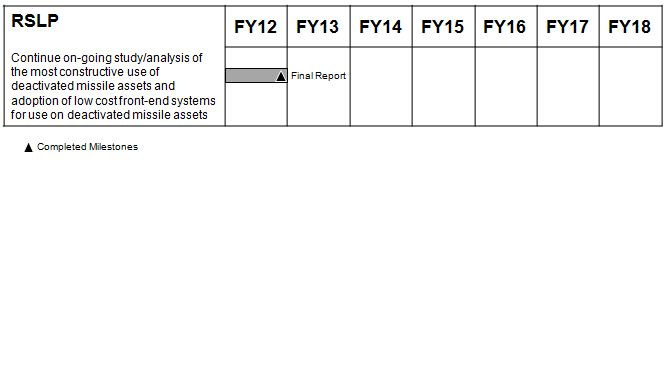 RSLP FY12 FY13 FY14 FY15 FY16 FY17 FY18
Continue on-going study/analysis of
the most constructive use of
deactivated missile assets and
adoption of low cost front-end systems
for use on deactivated missile assets
Final Report
Completed Milestones